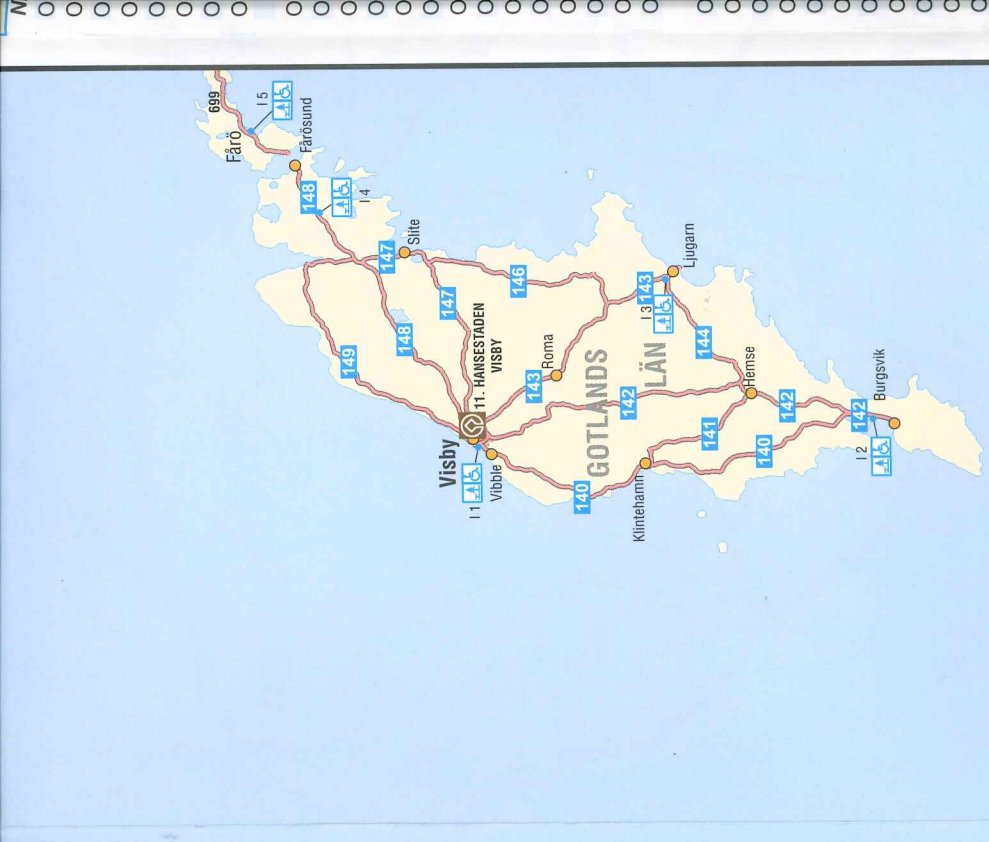 N
699
Fårö
I 5
Fårösund
148
I 4
147
Slite
149
148
147
146
11. HANSESTADEN
VISBY
Visby
I 1
Vibble
143
Roma
GOTLANDS
LÄN
142
I 3
143
Ljugarn
144
140
Klintehamn
141
Hemse
142
140
142
I 2
Burgsvik